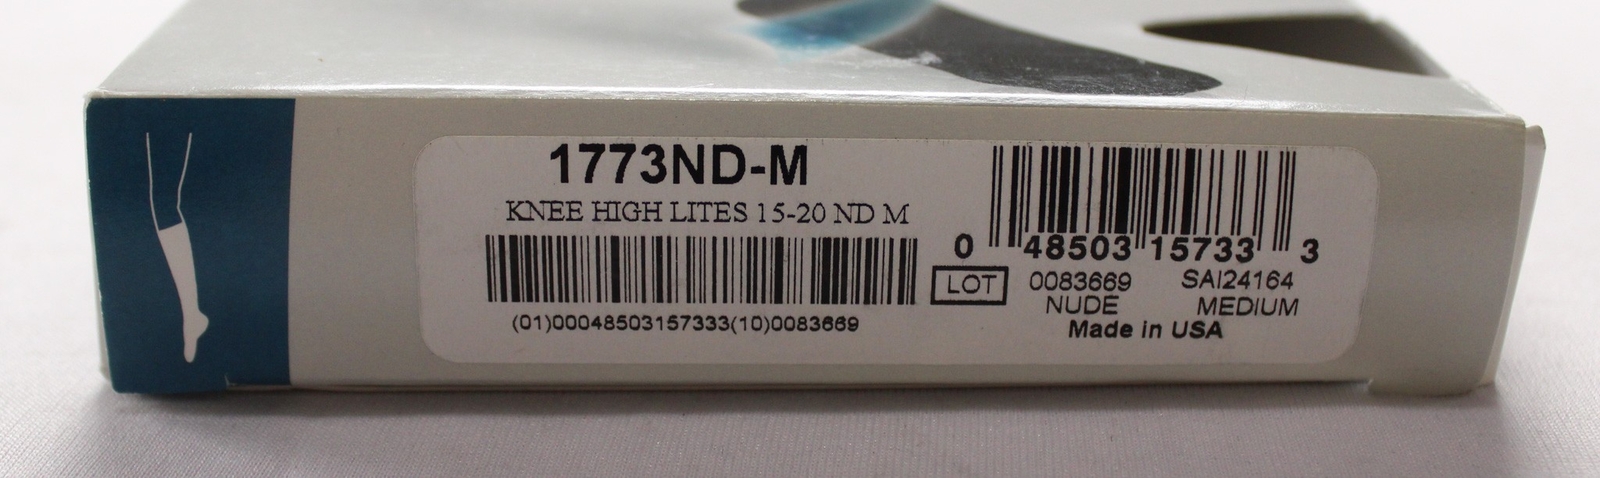 1773ND-M
KNEE HIGH LITES 15-20 ND M
(01)00048503157333(10)0083669
0 48503 15733 3
LOT 0083669 SAI24164
NUDE MEDIUM
Made in USA